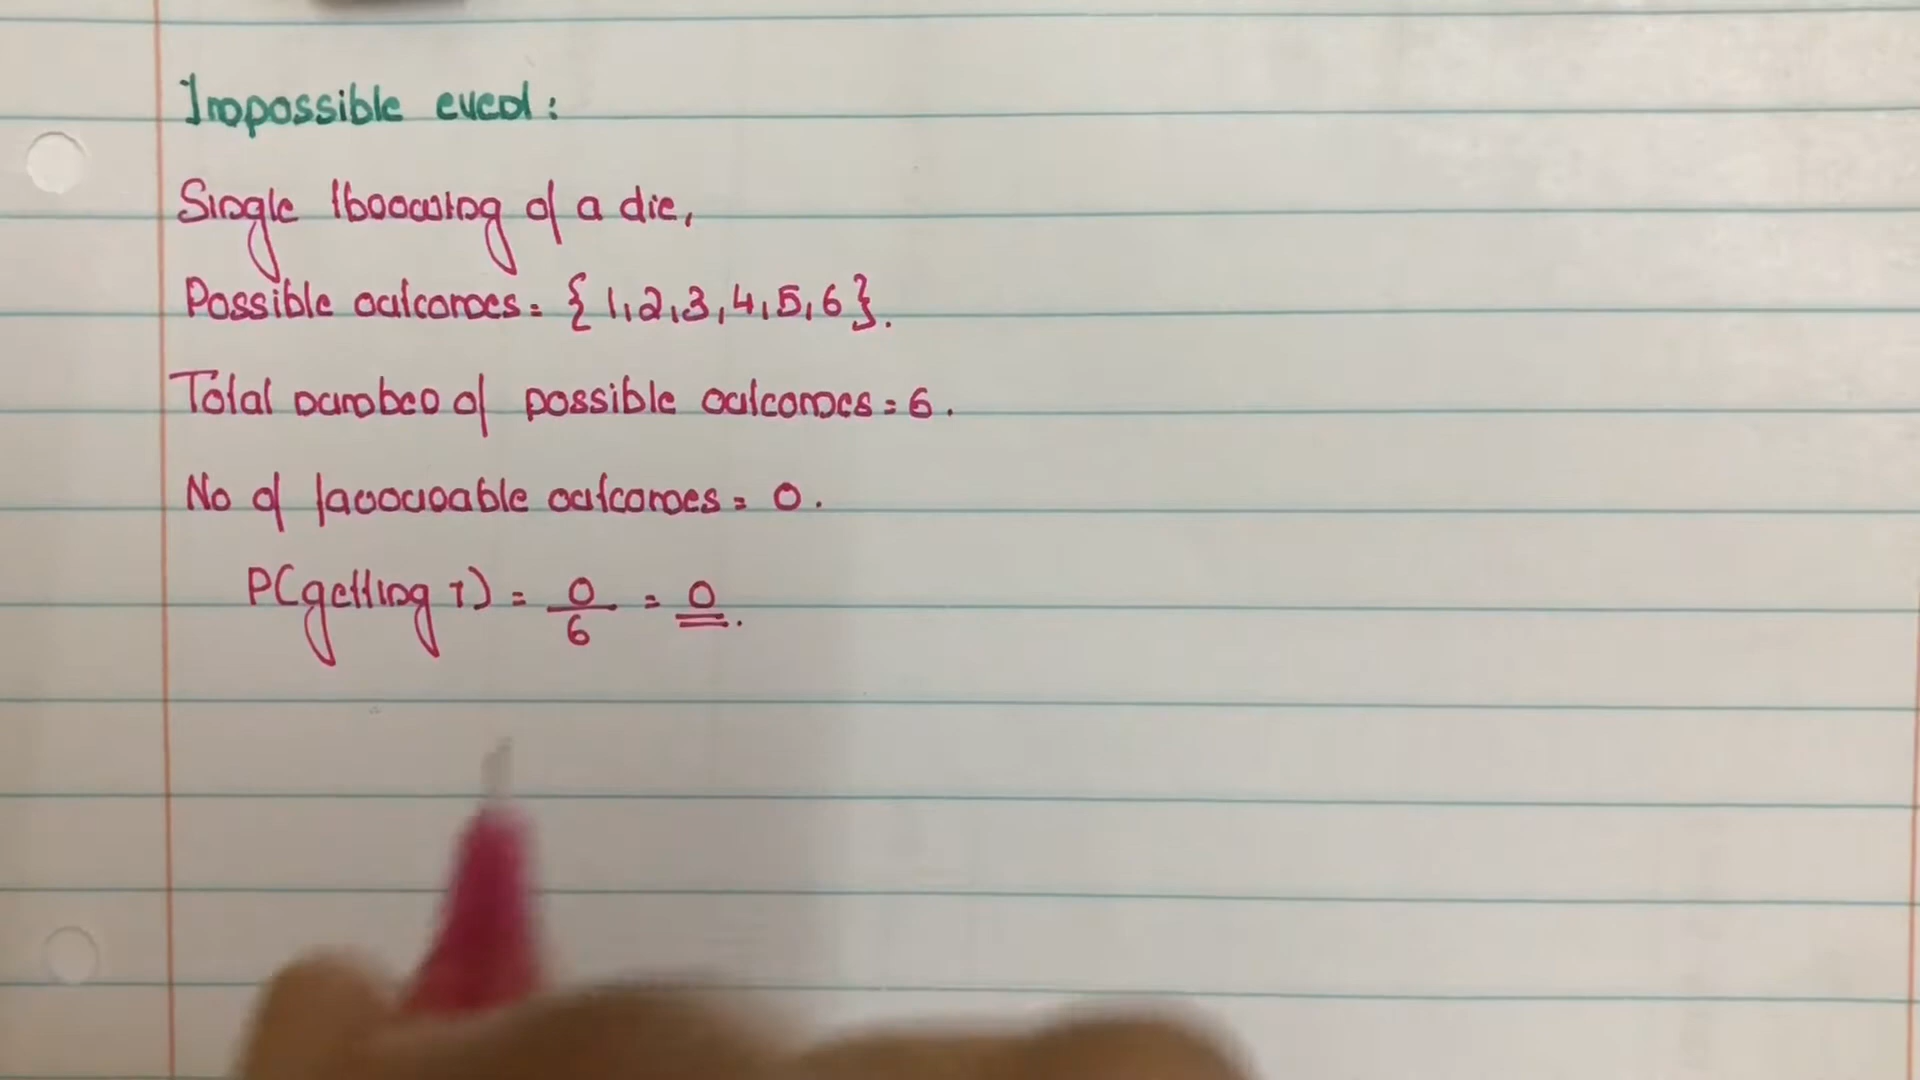 Impossible event:
Single throwing of a die,
Possible outcomes = { 1,2,3,4,5,6 }.
Total number of possible outcomes = 6.
No of favourable outcomes = 0.
P(getting 7) = 0/6 = 0.